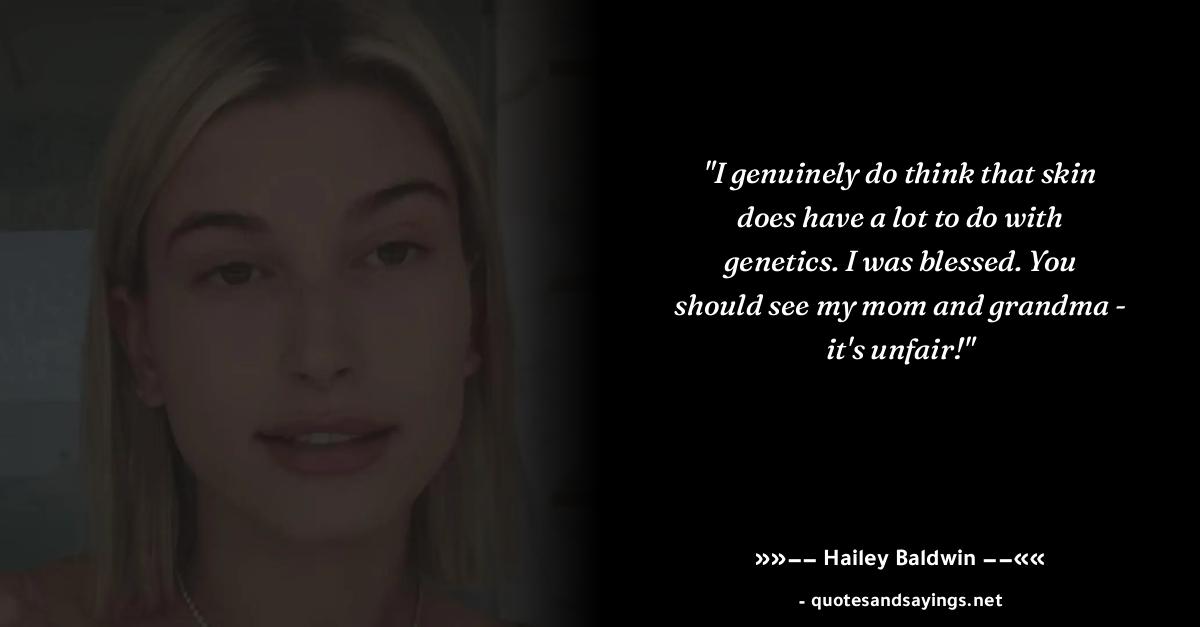 "I genuinely do think that skin
does have a lot to do with
genetics. I was blessed. You
should see my mom and grandma -
it's unfair!"
»»–– Hailey Baldwin ––««
- quotesandsayings.net